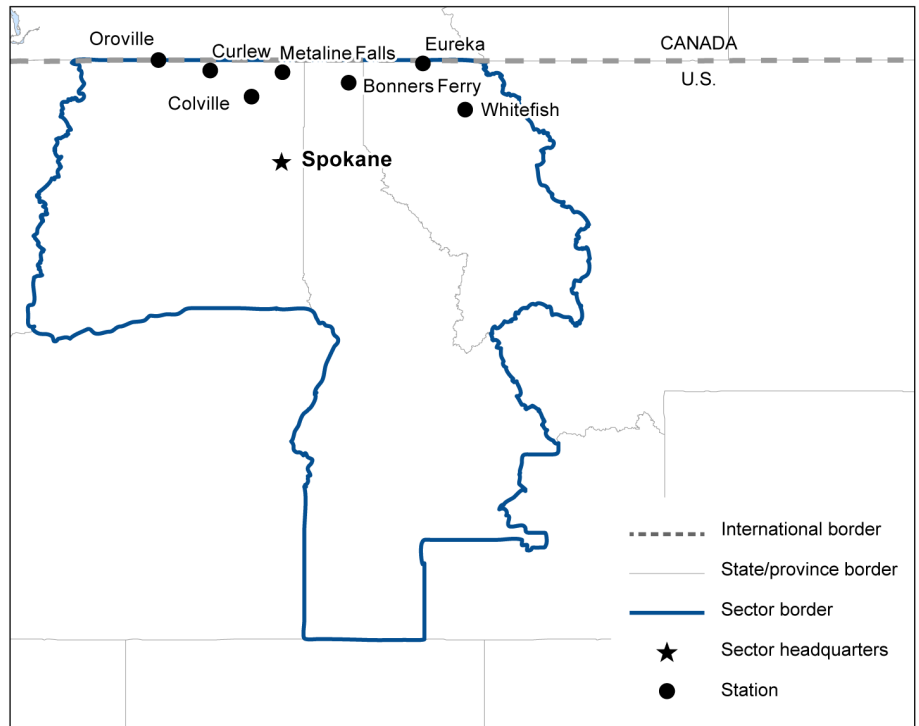 Oroville
Curlew
Metaline Falls
Eureka
CANADA
U.S.
Colville
Bonners Ferry
Whitefish
Spokane
International border
State/province border
Sector border
Sector headquarters
Station